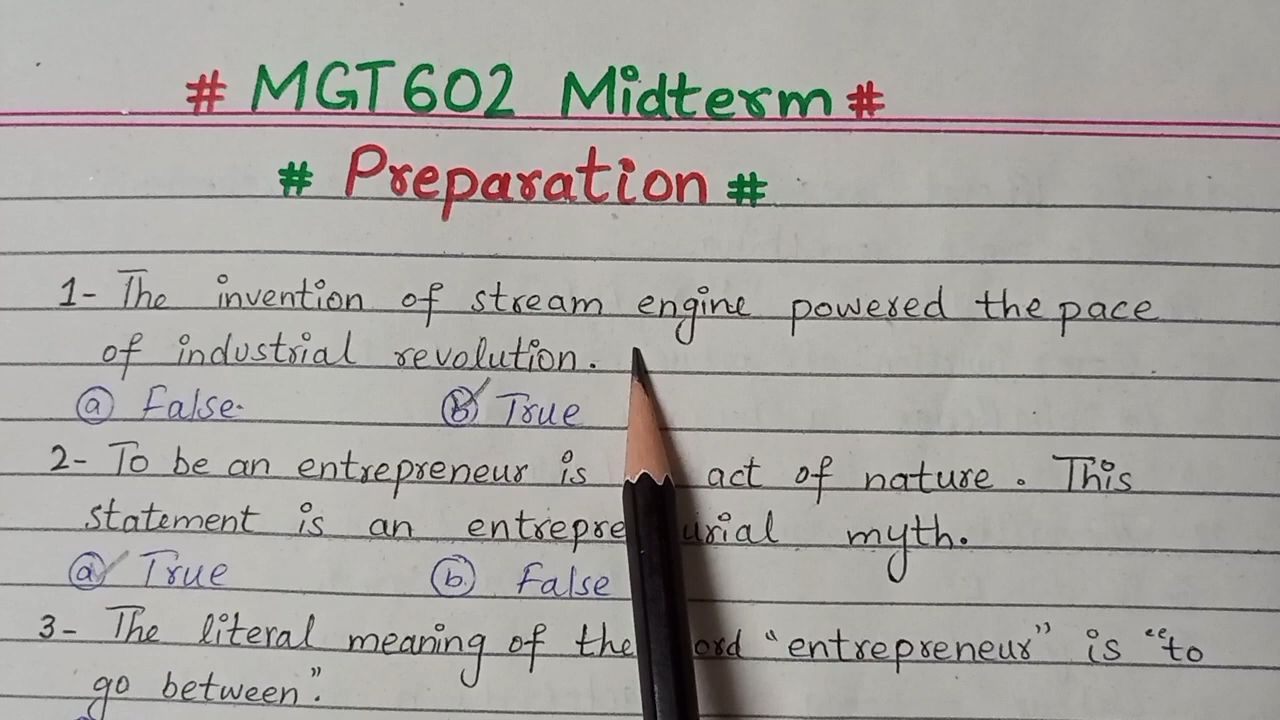 # MGT602 Midterm #
# Preparation #
1- The invention of stream engine powered the pace
of industrial revolution.
a False. b True
2- To be an entrepreneur is act of nature. This
statement is an entrepre urial myth.
a True b False
3- The literal meaning of the ord "entrepreneur" is "to
go between".